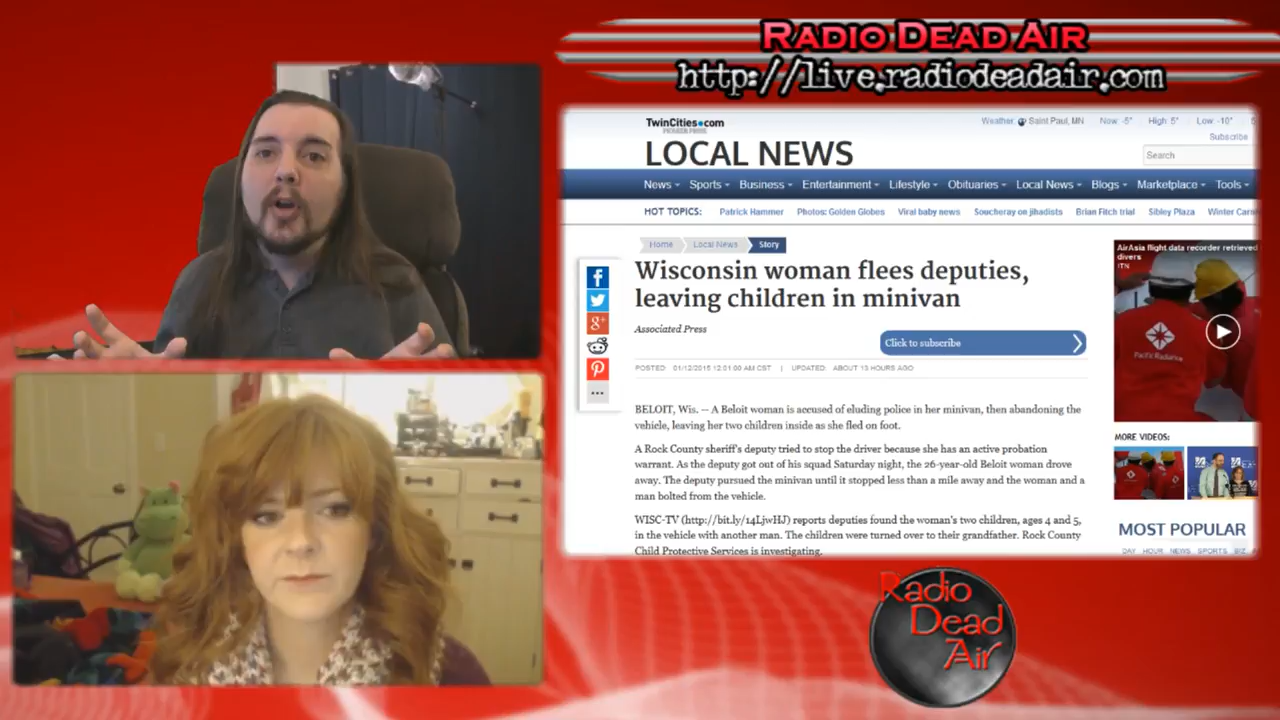 Radio Dead Air
http://live.radiodeadair.com
TwinCities.com
PIONEER PRESS
Weather: Saint Paul, MN Now: -5° High: 5° Low: -10°
Subscribe
LOCAL NEWS
Search
News Sports Business Entertainment Lifestyle Obituaries Local News Blogs Marketplace Tools
HOT TOPICS: Patrick Hammer Photos: Golden Globes Viral baby news Soucheray on jihadists Brian Fitch trial Sibley Plaza Winter Carni
Home Local News Story
AirAsia flight data recorder retrieved
divers
ITN
Wisconsin woman flees deputies,
leaving children in minivan
Associated Press
Click to subscribe
POSTED: 01/12/2015 12:01:00 AM CST | UPDATED: ABOUT 13 HOURS AGO
Pacific Radiance
BELOIT, Wis. — A Beloit woman is accused of eluding police in her minivan, then abandoning the
vehicle, leaving her two children inside as she fled on foot.
A Rock County sheriff's deputy tried to stop the driver because she has an active probation
warrant. As the deputy got out of his squad Saturday night, the 26-year-old Beloit woman drove
away. The deputy pursued the minivan until it stopped less than a mile away and the woman and a
man bolted from the vehicle.
MORE VIDEOS:
WISC-TV (http://bit.ly/14LjwHJ) reports deputies found the woman's two children, ages 4 and 5,
in the vehicle with another man. The children were turned over to their grandfather. Rock County
Child Protective Services is investigating.
MOST POPULAR
DAY HOUR NEWS SPORTS BIZ
Radio
Dead
Air